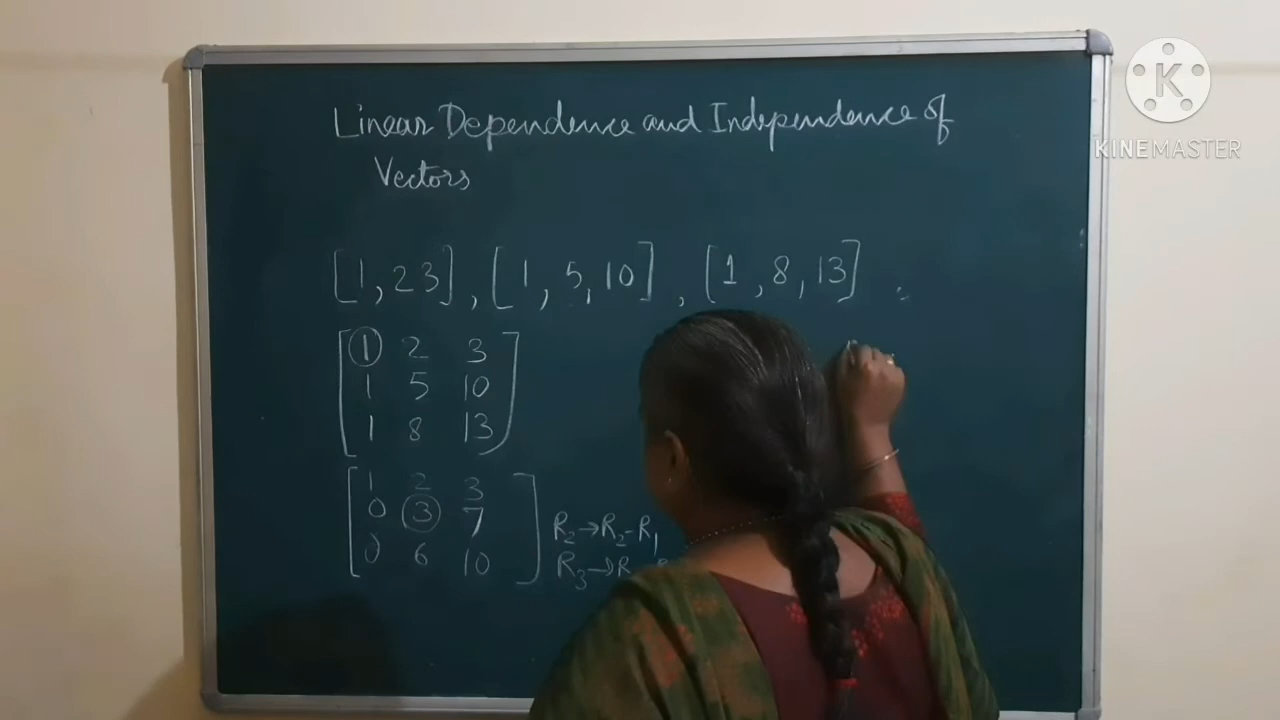 Linear Dependence and Independence of
Vectors
[1, 2 3], [1, 5, 10], [1, 8, 13] .
1 2 3
1 5 10
1 8 13
1 2 3
0 3 7
0 6 10
R2→R2-R1
R3→R
K
KINEMASTER